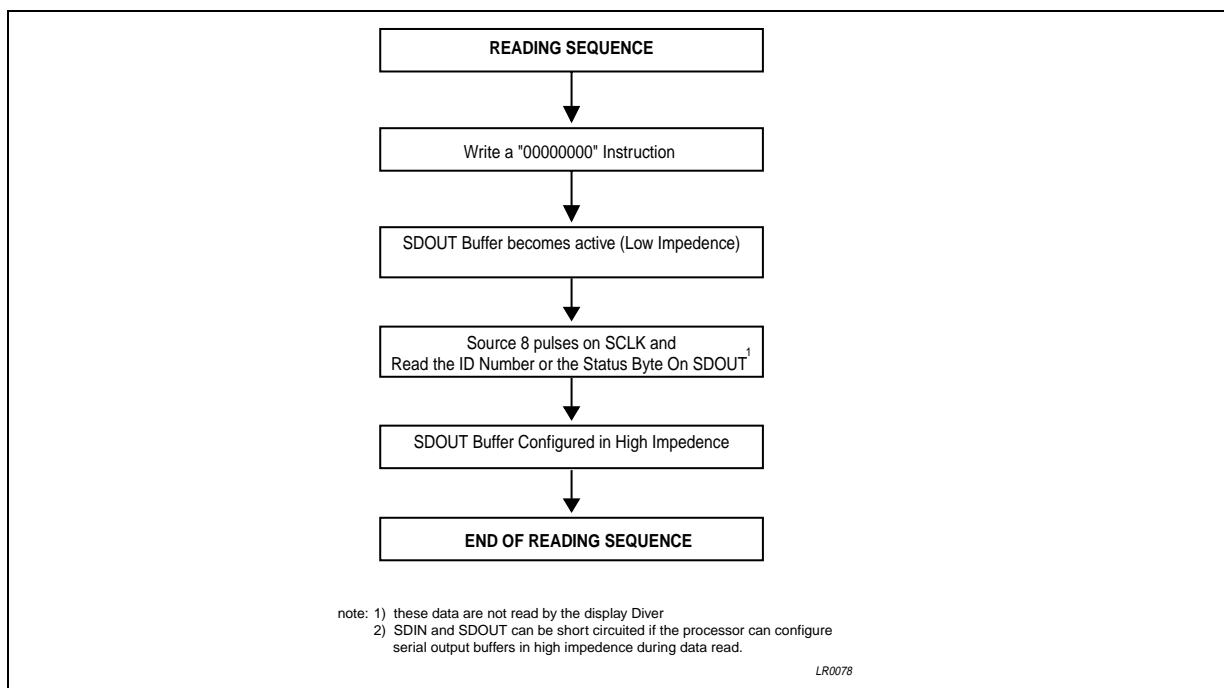 READING SEQUENCE
Write a "00000000" Instruction
SDOUT Buffer becomes active (Low Impedence)
Source 8 pulses on SCLK and
Read the ID Number or the Status Byte On SDOUT1
SDOUT Buffer Configured in High Impedence
END OF READING SEQUENCE
note: 1) these data are not read by the display Diver
2) SDIN and SDOUT can be short circuited if the processor can configure
serial output buffers in high impedence during data read.
LR0078